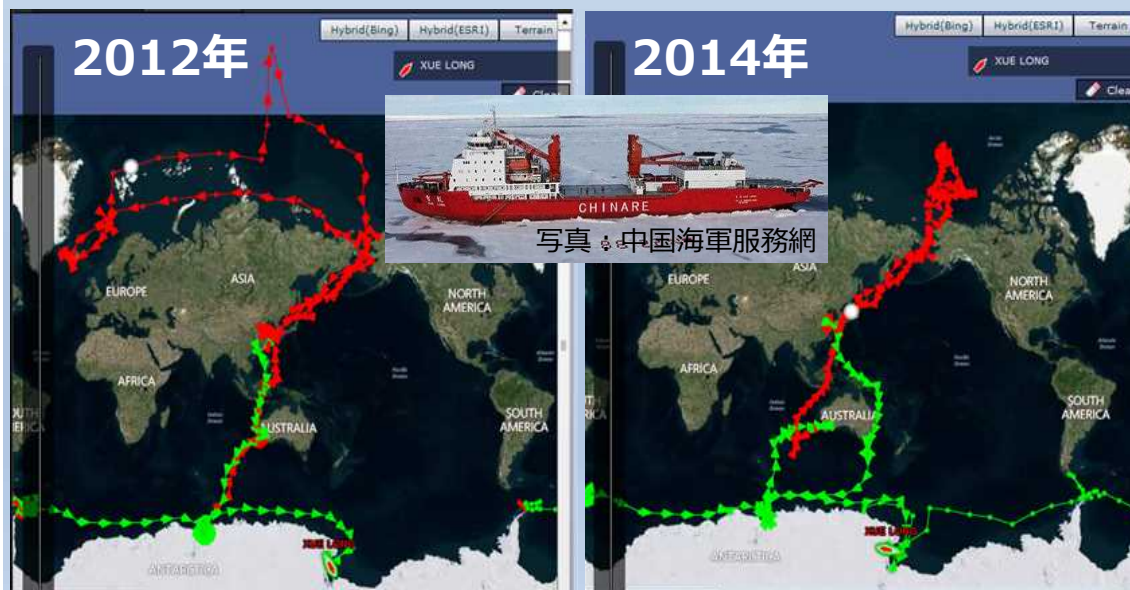 Hybrid(Bing) Hybrid(ESRI) Terrain
2012年
XUE LONG
Clear
ASIA
EUROPE
NORTH AMERICA
AFRICA
AUSTRALIA
SOUTH AMERICA
XUE LONG
ANTARCTICA
CHINARE
写真：中国海軍服務網
Hybrid(Bing) Hybrid(ESRI) Terrain
2014年
XUE LONG
Clea
ASIA
EUROPE
NORTH AMERICA
AFRICA
AUSTRALIA
SOUTH AMERICA
XUE LONG
ANTARCTICA